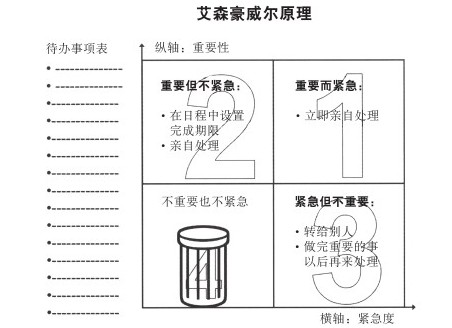 艾森豪威尔原理
待办事项表
纵轴：重要性
重要但不紧急：
• 在日程中设置
完成期限
• 亲自处理
2
重要而紧急：
• 立即亲自处理
1
不重要也不紧急
4
紧急但不重要：
• 转给别人
• 做完重要的事
以后再来处理
3
横轴：紧急度